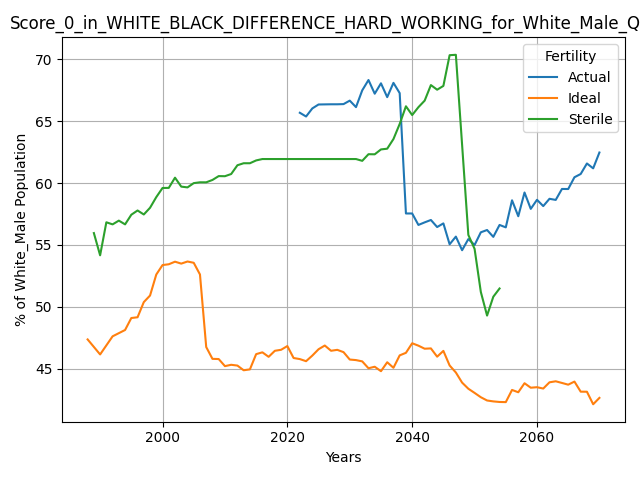 Score_0_in_WHITE_BLACK_DIFFERENCE_HARD_WORKING_for_White_Male_Q
Fertility
Actual
Ideal
Sterile
% of White_Male Population
70
65
60
55
50
45
2000
2020
2040
2060
Years